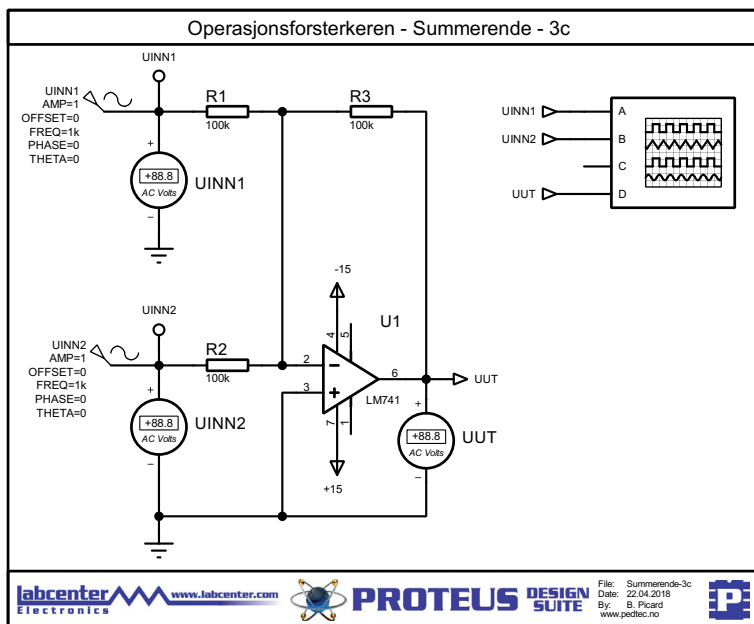 Operasjonsforsterkeren - Summerende - 3c
UINN1
UINN1
AMP=1
OFFSET=0
FREQ=1k
PHASE=0
THETA=0
R1
100k
R3
100k
+
+88.8
AC Volts
−
UINN1
UINN1
UINN2
UUT
A
B
C
D
-15
U1
4
5
2
3
6
7
1
−
+
LM741
+15
UUT
UINN2
UINN2
AMP=1
OFFSET=0
FREQ=1k
PHASE=0
THETA=0
R2
100k
+
+88.8
AC Volts
−
UINN2
+
+88.8
AC Volts
−
UUT
labcenter
Electronics
www.labcenter.com
PROTEUS DESIGN SUITE
File: Summerende-3c
Date: 22.04.2018
By: B. Picard
www.pedtec.no
P